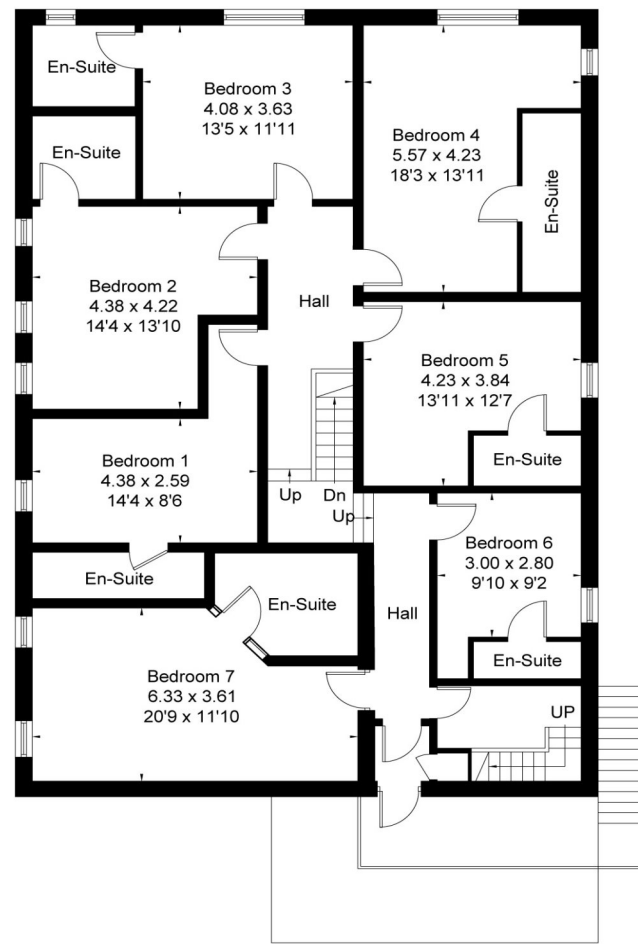 En-Suite
Bedroom 3
4.08 x 3.63
13'5 x 11'11
Bedroom 4
5.57 x 4.23
18'3 x 13'11
En-Suite
En-Suite
Bedroom 2
4.38 x 4.22
14'4 x 13'10
Hall
Bedroom 5
4.23 x 3.84
13'11 x 12'7
En-Suite
Bedroom 1
4.38 x 2.59
14'4 x 8'6
Up
Dn
Up
En-Suite
En-Suite
Hall
Bedroom 6
3.00 x 2.80
9'10 x 9'2
En-Suite
Bedroom 7
6.33 x 3.61
20'9 x 11'10
UP